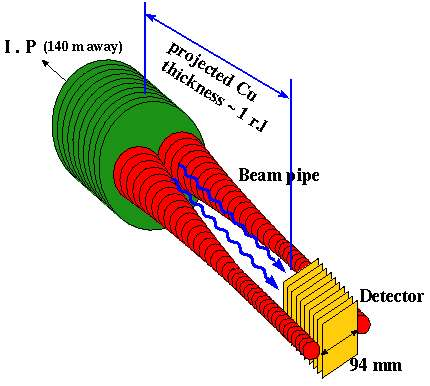 I . P (140 m away)
projected Cu
thickness ~ 1 r.l
Beam pipe
Detector
94 mm